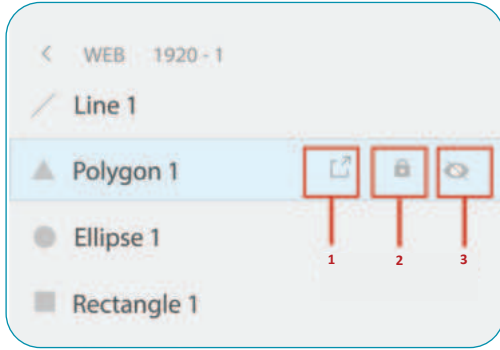 WEB 1920 - 1
Line 1
Polygon 1
Ellipse 1
1 2 3
Rectangle 1